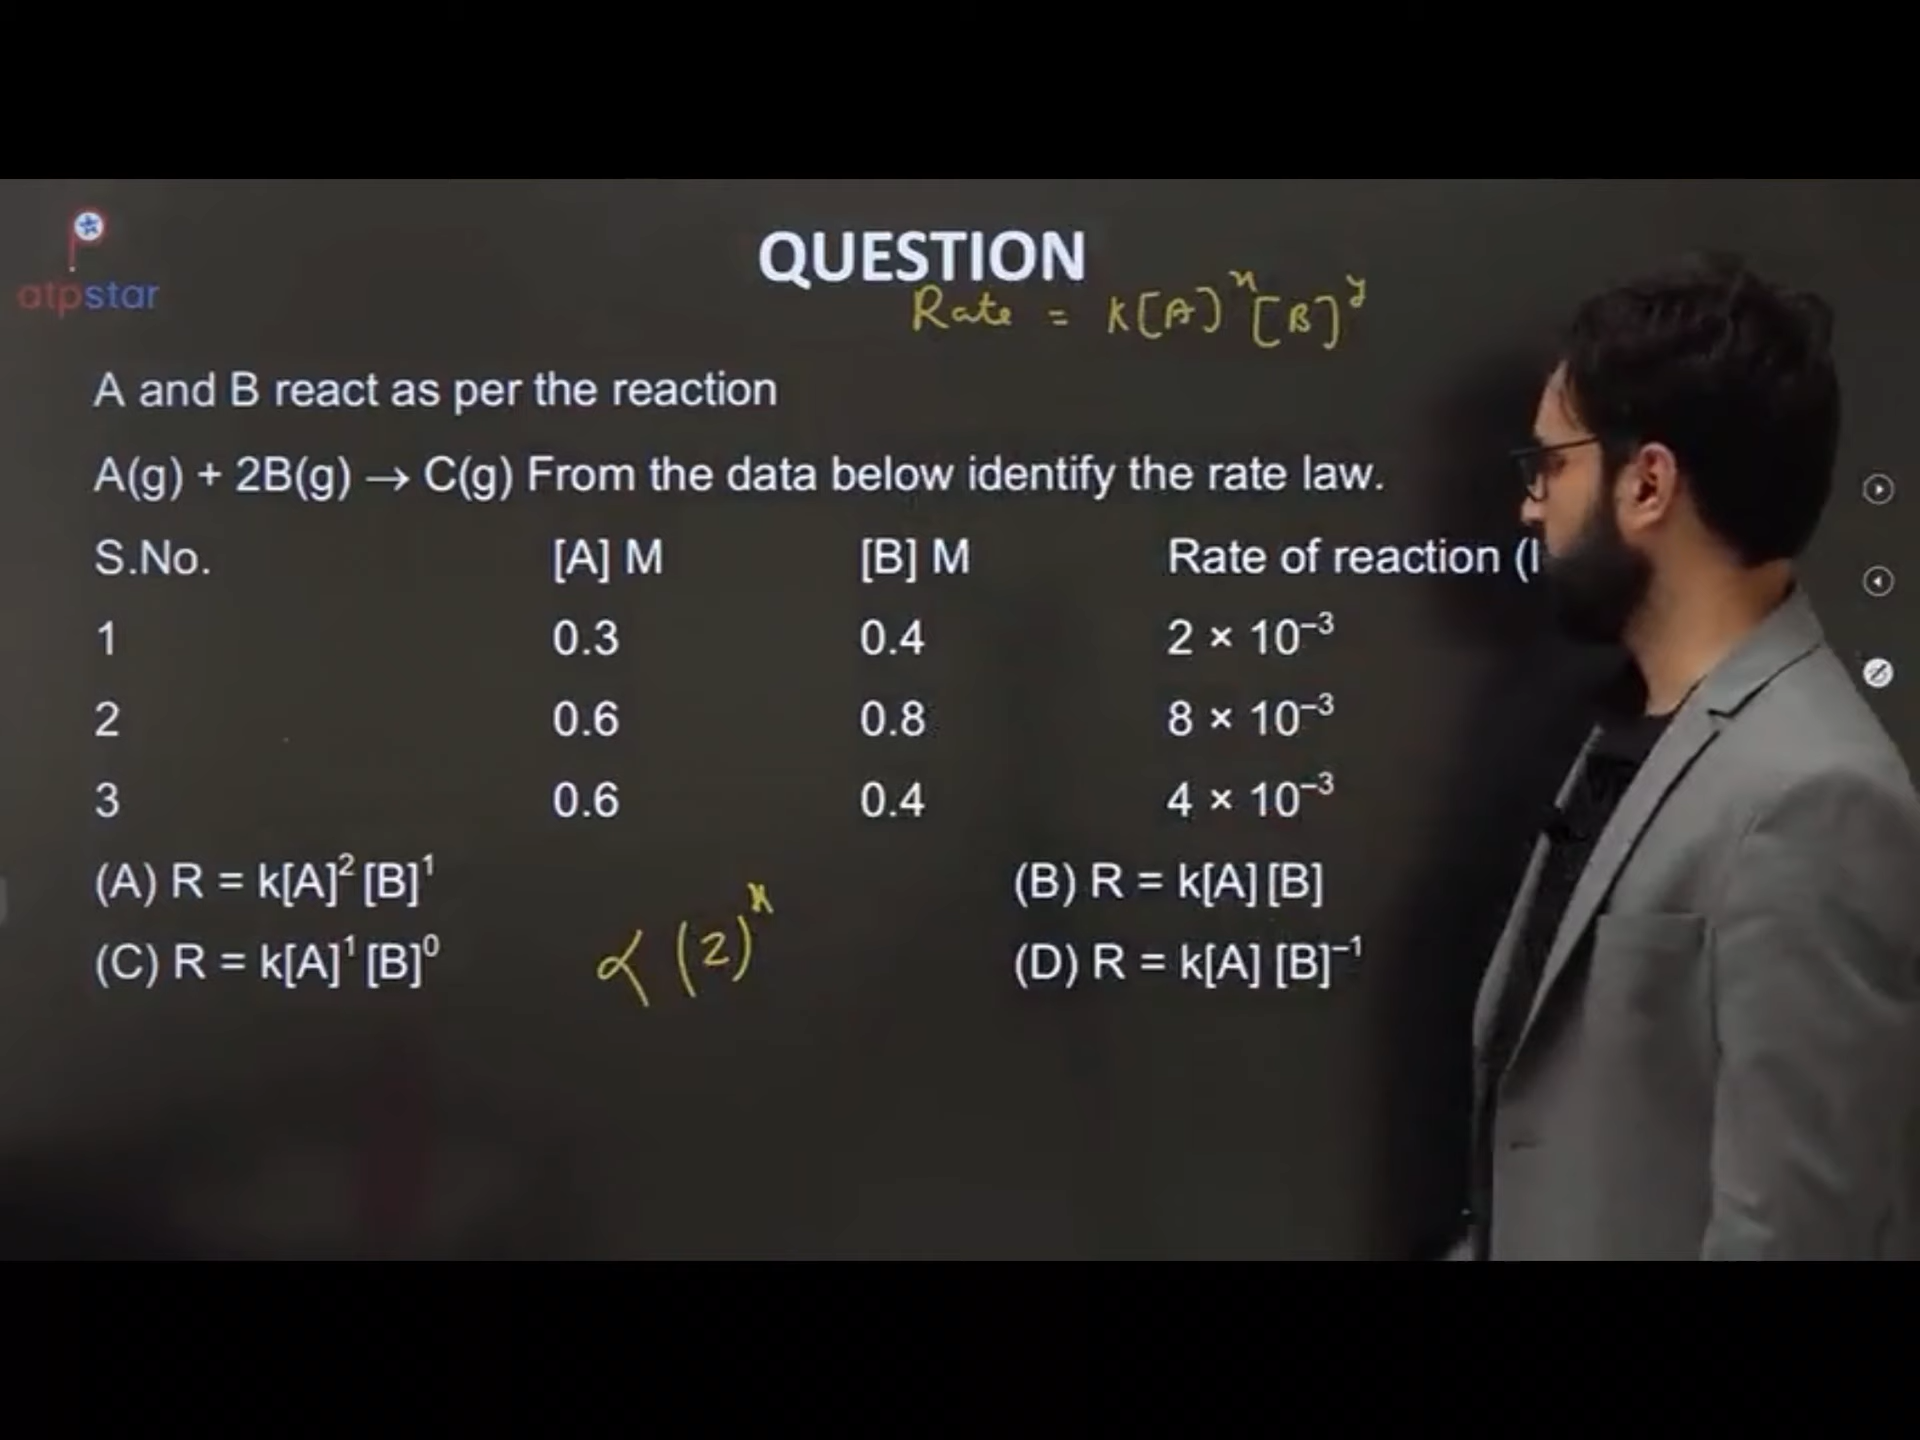 atpstar
QUESTION
Rate = K[A]^x [B]^y
A and B react as per the reaction
A(g) + 2B(g) → C(g) From the data below identify the rate law.
S.No. [A] M [B] M Rate of reaction (
1 0.3 0.4 2 × 10⁻³
2 0.6 0.8 8 × 10⁻³
3 0.6 0.4 4 × 10⁻³
(A) R = k[A]² [B]¹ (B) R = k[A] [B]
(C) R = k[A]¹ [B]⁰ (D) R = k[A] [B]⁻¹
∝ (2)^x